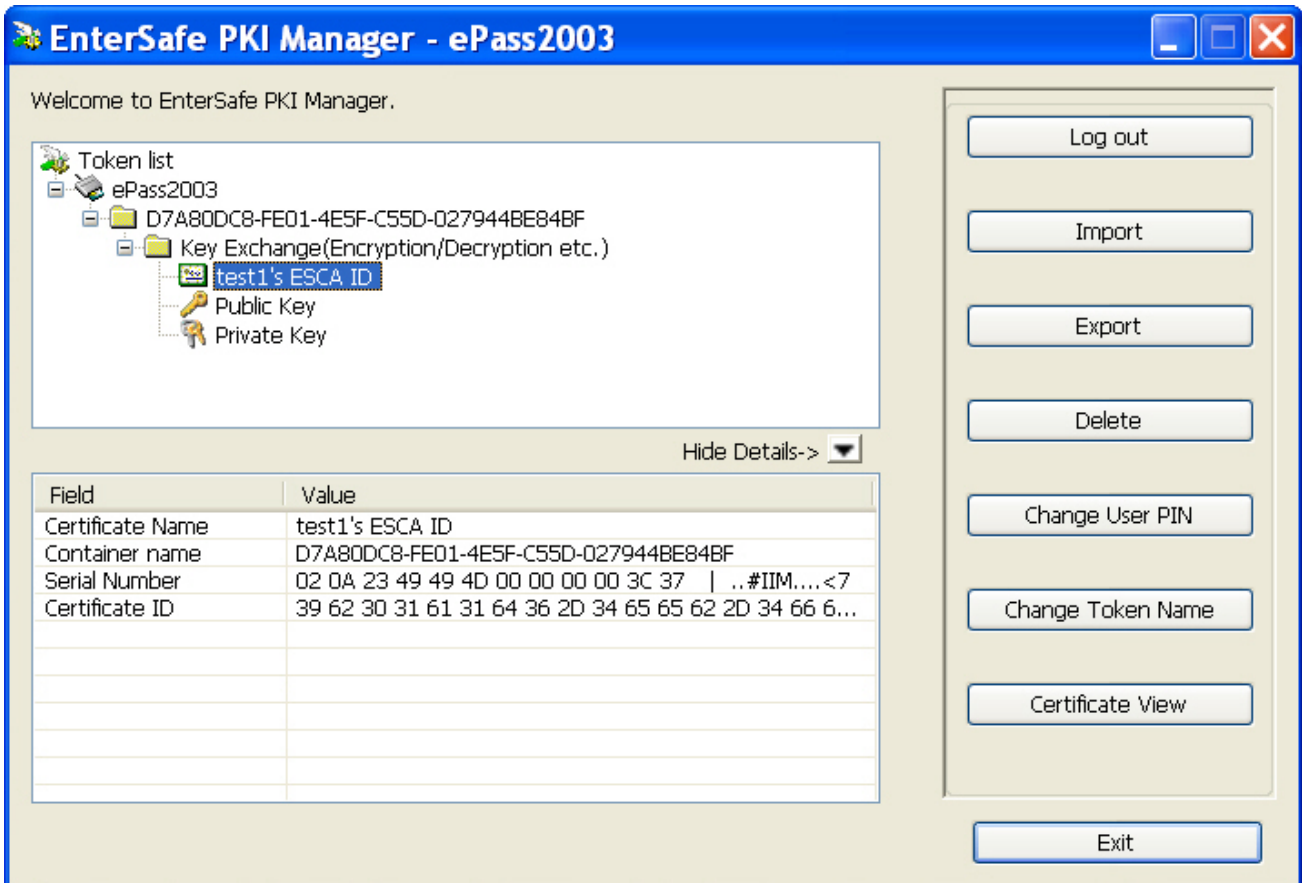 EnterSafe PKI Manager - ePass2003
Welcome to EnterSafe PKI Manager.
Token list
ePass2003
D7A80DC8-FE01-4E5F-C55D-027944BE84BF
Key Exchange(Encryption/Decryption etc.)
test1's ESCA ID
Public Key
Private Key
Hide Details->
Field Value
Certificate Name test1's ESCA ID
Container name D7A80DC8-FE01-4E5F-C55D-027944BE84BF
Serial Number 02 0A 23 49 49 4D 00 00 00 00 3C 37 | ..#IIM....<7
Certificate ID 39 62 30 31 61 31 64 36 2D 34 65 65 62 2D 34 66 6...
Log out
Import
Export
Delete
Change User PIN
Change Token Name
Certificate View
Exit